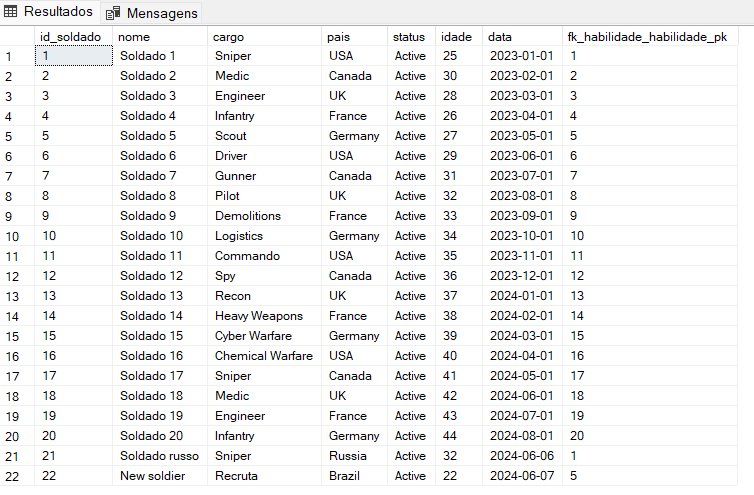 Resultados Mensagens
id_soldado nome cargo pais status idade data fk_habilidade_habilidade_pk
1 1 Soldado 1 Sniper USA Active 25 2023-01-01 1
2 2 Soldado 2 Medic Canada Active 30 2023-02-01 2
3 3 Soldado 3 Engineer UK Active 28 2023-03-01 3
4 4 Soldado 4 Infantry France Active 26 2023-04-01 4
5 5 Soldado 5 Scout Germany Active 27 2023-05-01 5
6 6 Soldado 6 Driver USA Active 29 2023-06-01 6
7 7 Soldado 7 Gunner Canada Active 31 2023-07-01 7
8 8 Soldado 8 Pilot UK Active 32 2023-08-01 8
9 9 Soldado 9 Demolitions France Active 33 2023-09-01 9
10 10 Soldado 10 Logistics Germany Active 34 2023-10-01 10
11 11 Soldado 11 Commando USA Active 35 2023-11-01 11
12 12 Soldado 12 Spy Canada Active 36 2023-12-01 12
13 13 Soldado 13 Recon UK Active 37 2024-01-01 13
14 14 Soldado 14 Heavy Weapons France Active 38 2024-02-01 14
15 15 Soldado 15 Cyber Warfare Germany Active 39 2024-03-01 15
16 16 Soldado 16 Chemical Warfare USA Active 40 2024-04-01 16
17 17 Soldado 17 Sniper Canada Active 41 2024-05-01 17
18 18 Soldado 18 Medic UK Active 42 2024-06-01 18
19 19 Soldado 19 Engineer France Active 43 2024-07-01 19
20 20 Soldado 20 Infantry Germany Active 44 2024-08-01 20
21 21 Soldado russo Sniper Russia Active 32 2024-06-06 1
22 22 New soldier Recruta Brazil Active 22 2024-06-07 5